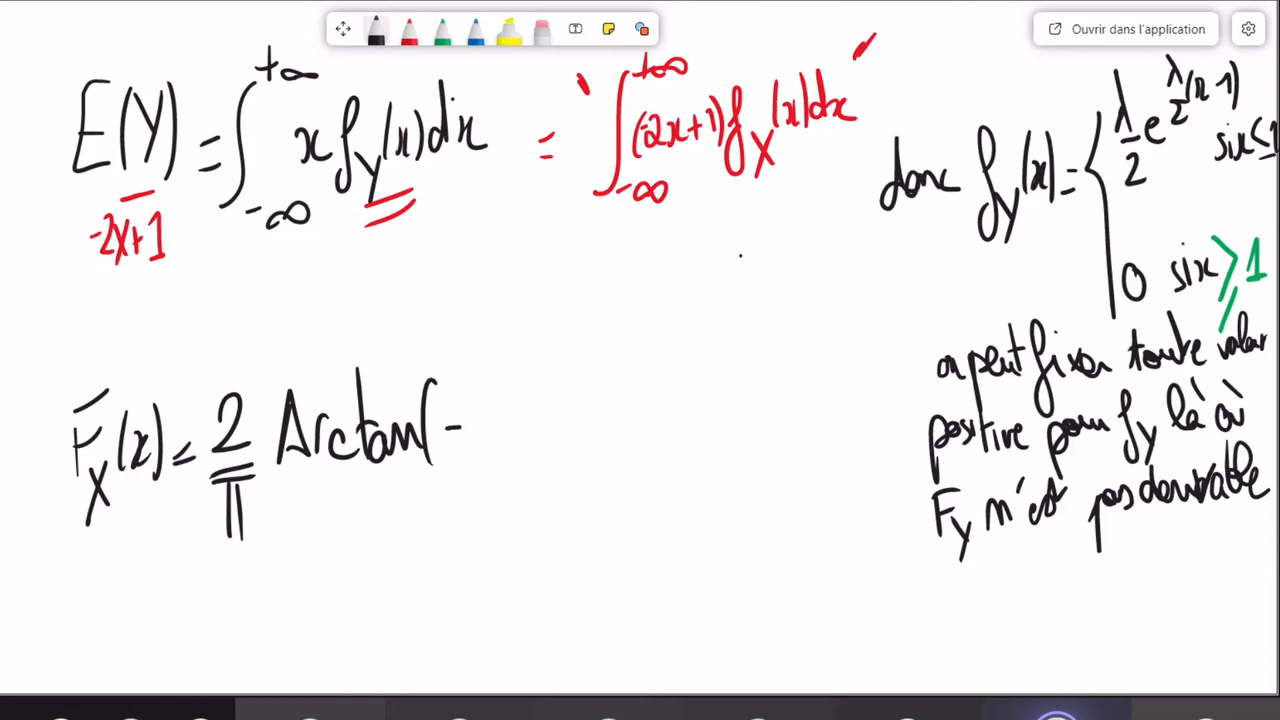 Ouvrir dans l'application
E(Y) = ∫_{-∞}^{+∞} x f_Y(x) dx = " ∫_{-∞}^{+∞} (-2x+1) f_X(x) dx "
-2X+1
donc f_Y(x) = { λ/2 e^{λ/2 (x-1)} si x ≤ 1
0 si x ⩾ 1
on peut fixer toute valeur
positive pour f_Y là où
F_Y n'est pas dérivable
F_X(x) = 2/π Arctan( -